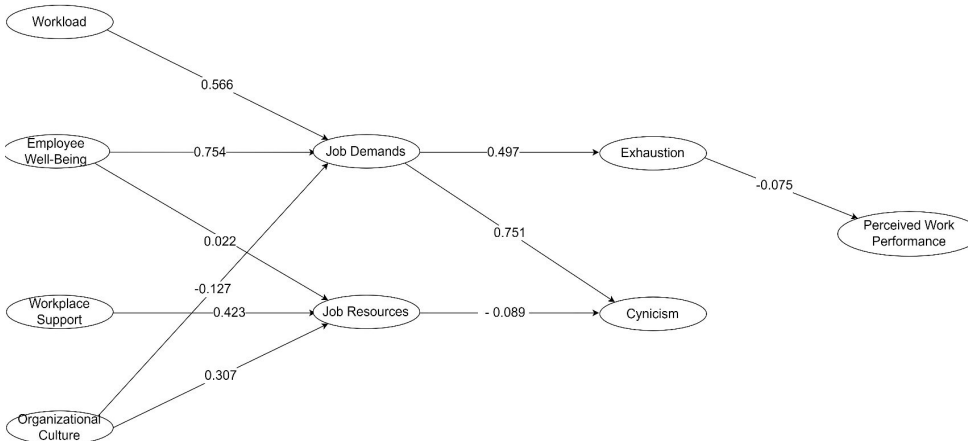 Workload
0.566
Employee
Well-Being
0.754
Job Demands
0.497
Exhaustion
-0.075
Perceived Work
Performance
0.022
0.751
-0.127
Workplace
Support
0.423
Job Resources
- 0.089
Cynicism
0.307
Organizational
Culture